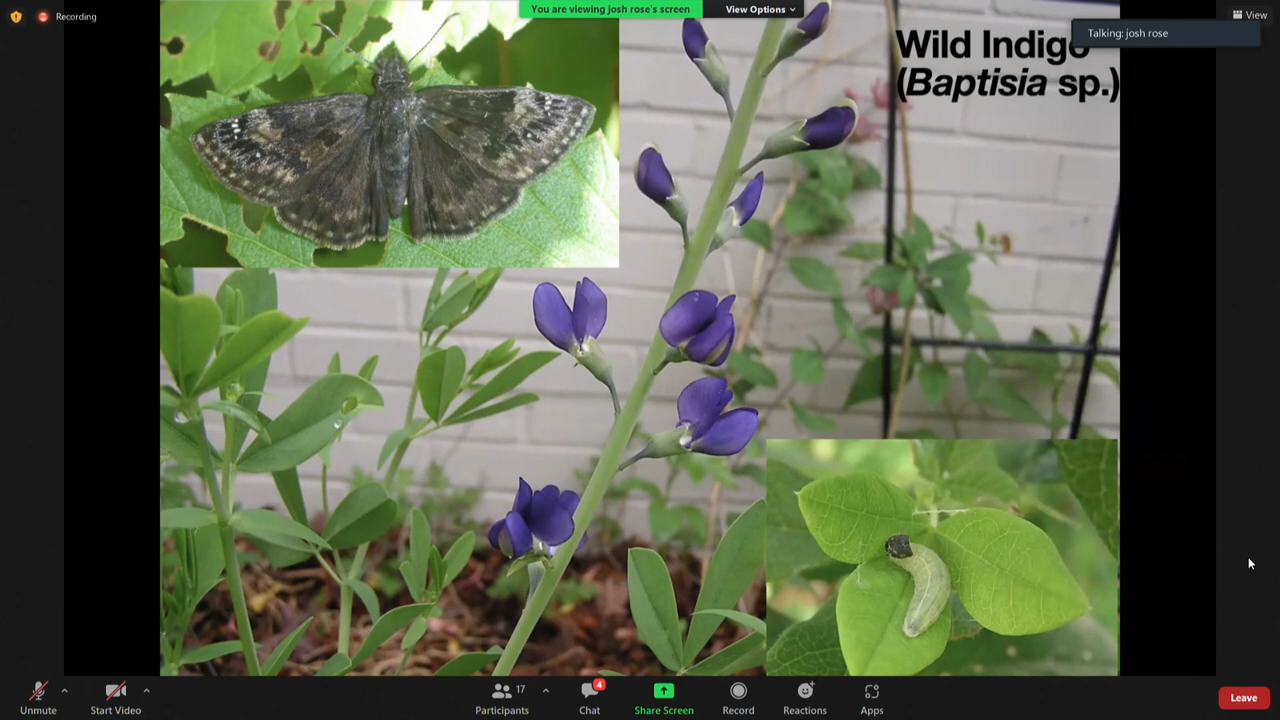 Recording
You are viewing josh rose's screen
View Options
View
Talking: josh rose
Wild Indigo
(Baptisia sp.)
Unmute
Start Video
17
Participants
4
Chat
Share Screen
Record
Reactions
Apps
Leave